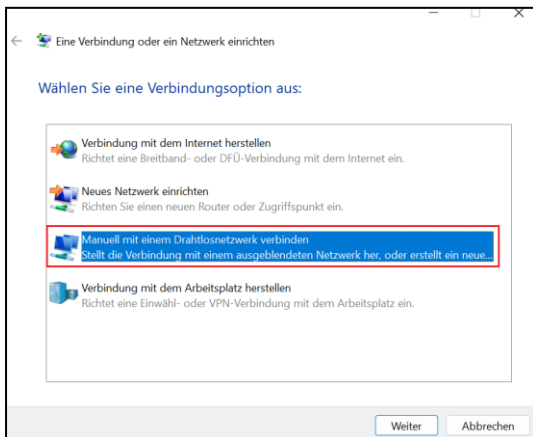 Eine Verbindung oder ein Netzwerk einrichten
Wählen Sie eine Verbindungsoption aus:
Verbindung mit dem Internet herstellen
Richtet eine Breitband- oder DFÜ-Verbindung mit dem Internet ein.
Neues Netzwerk einrichten
Richten Sie einen neuen Router oder Zugriffspunkt ein.
Manuell mit einem Drahtlosnetzwerk verbinden
Stellt die Verbindung mit einem ausgeblendeten Netzwerk her, oder erstellt ein neue...
Verbindung mit dem Arbeitsplatz herstellen
Richtet eine Einwähl- oder VPN-Verbindung mit dem Arbeitsplatz ein.
Weiter Abbrechen